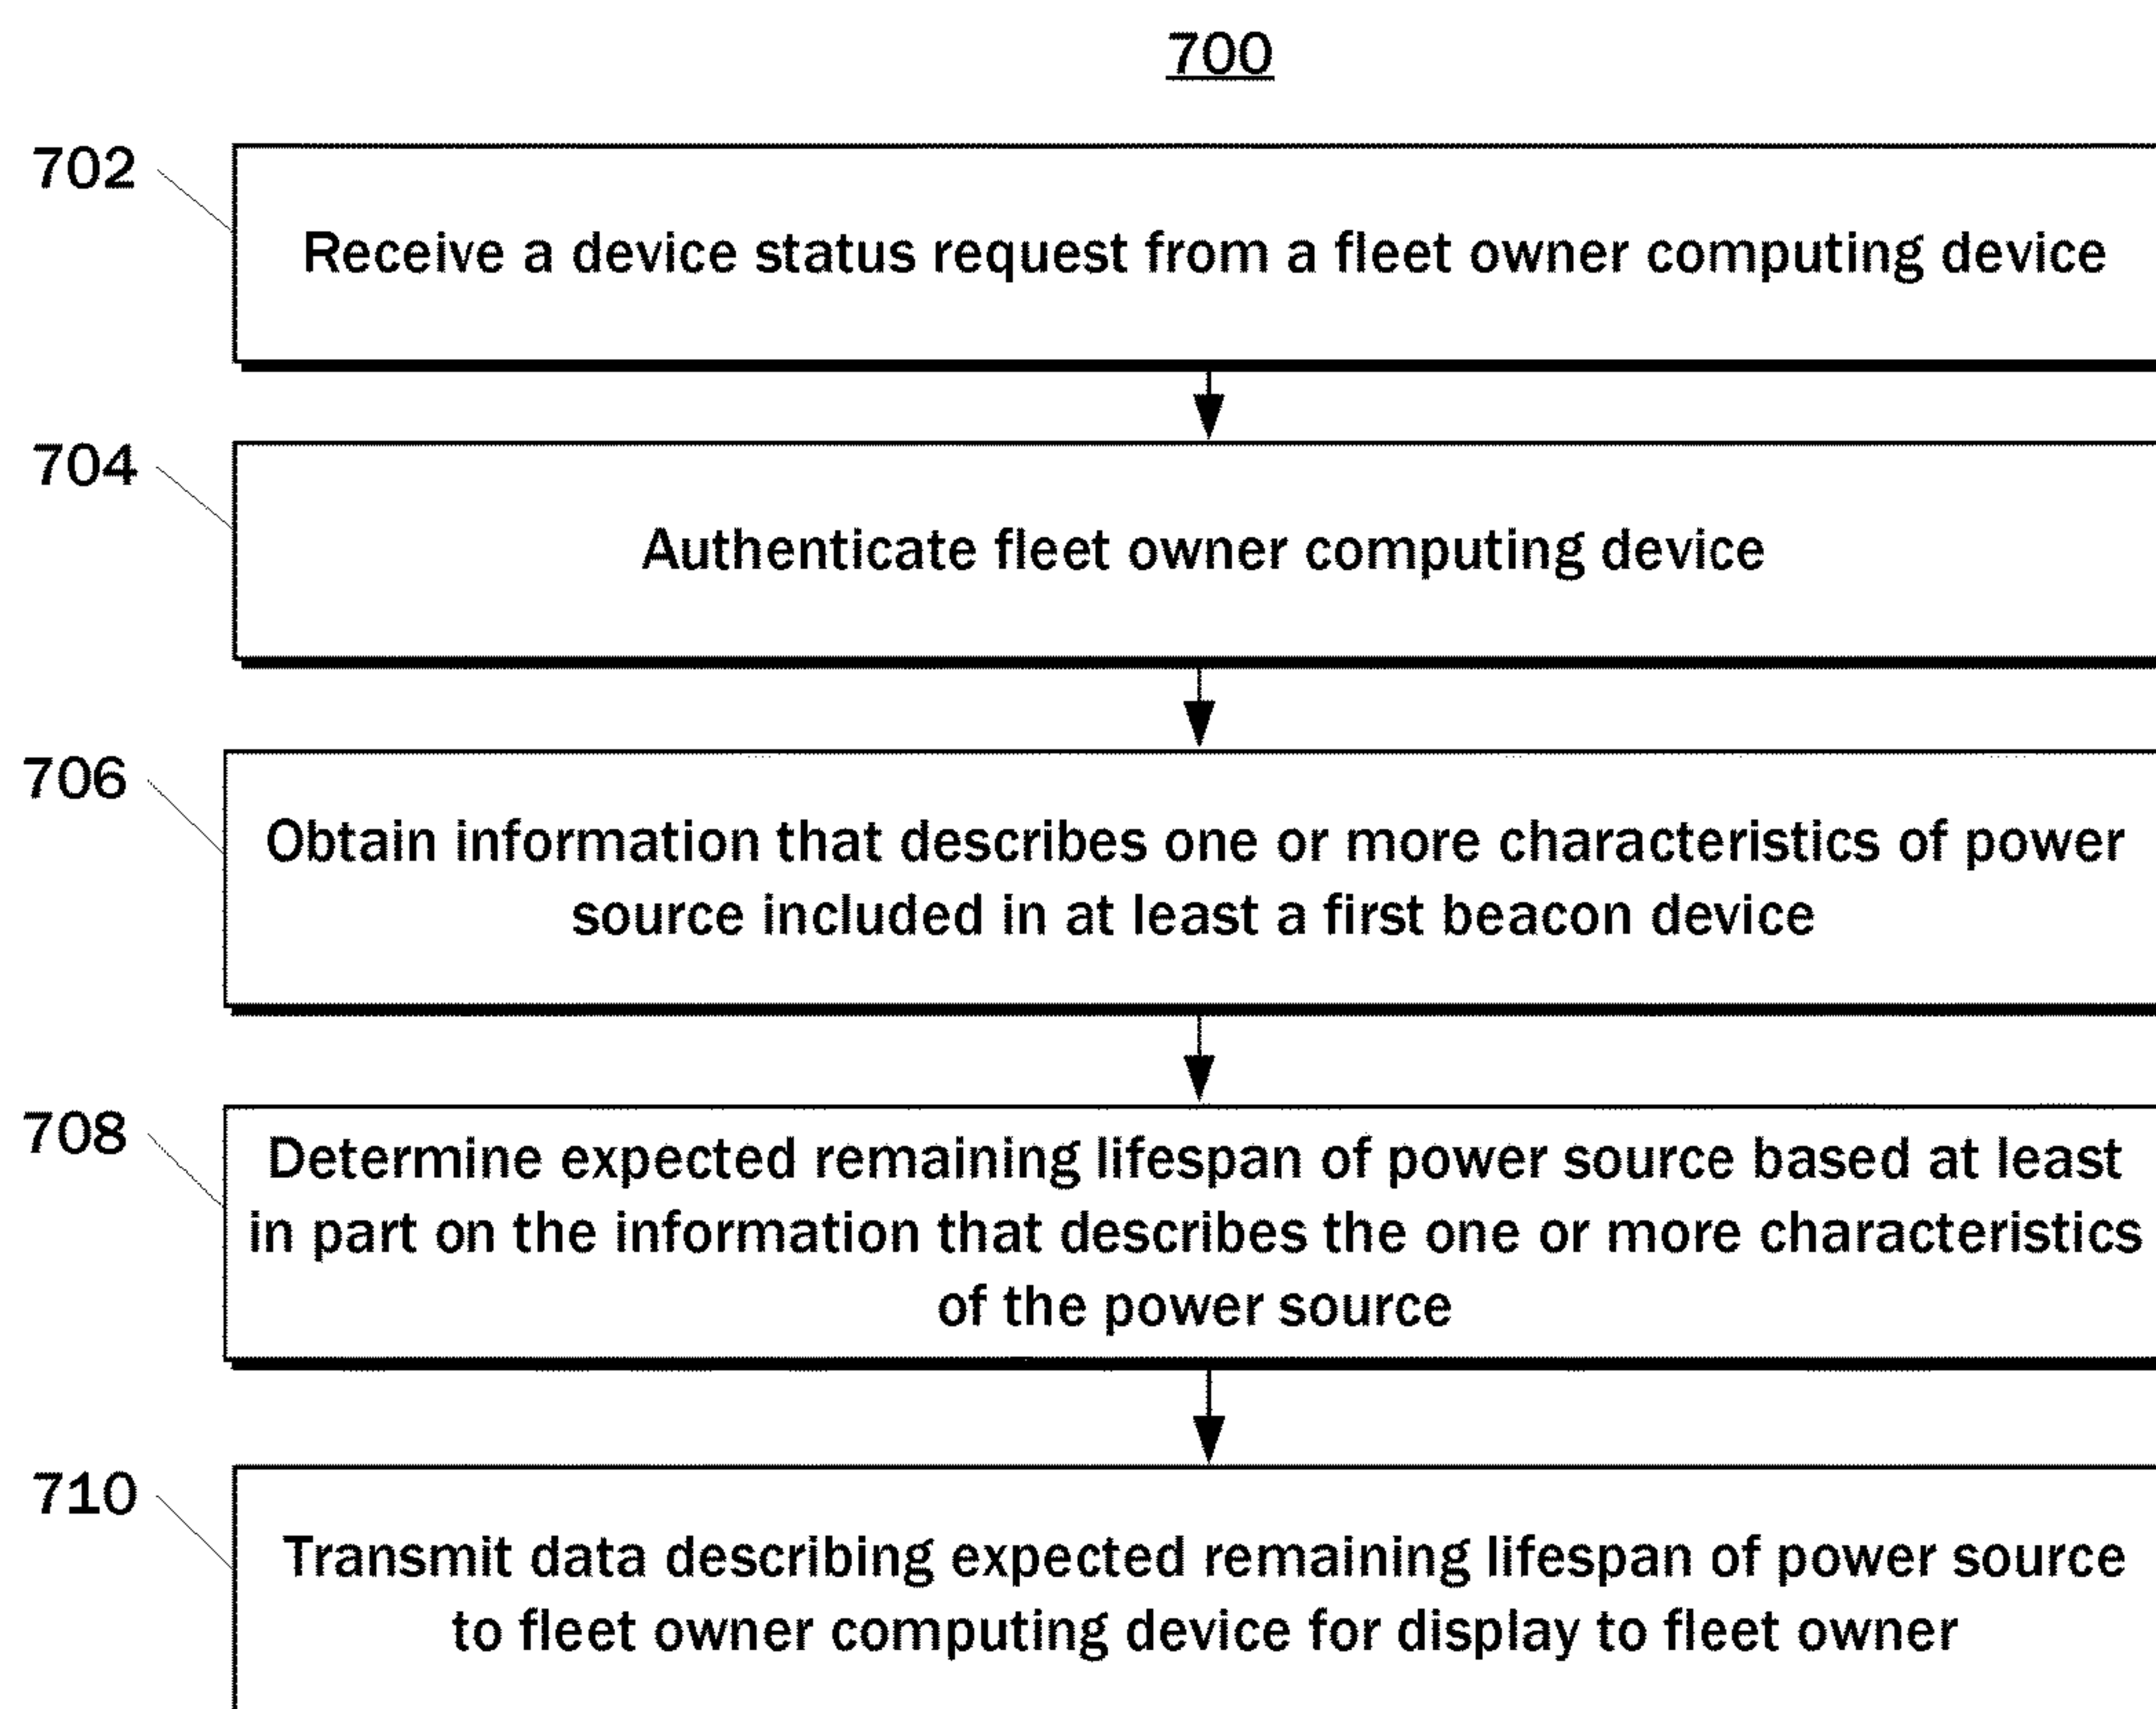 700
702
Receive a device status request from a fleet owner computing device
704
Authenticate fleet owner computing device
706
Obtain information that describes one or more characteristics of power
source included in at least a first beacon device
708
Determine expected remaining lifespan of power source based at least
in part on the information that describes the one or more characteristics
of the power source
710
Transmit data describing expected remaining lifespan of power source
to fleet owner computing device for display to fleet owner